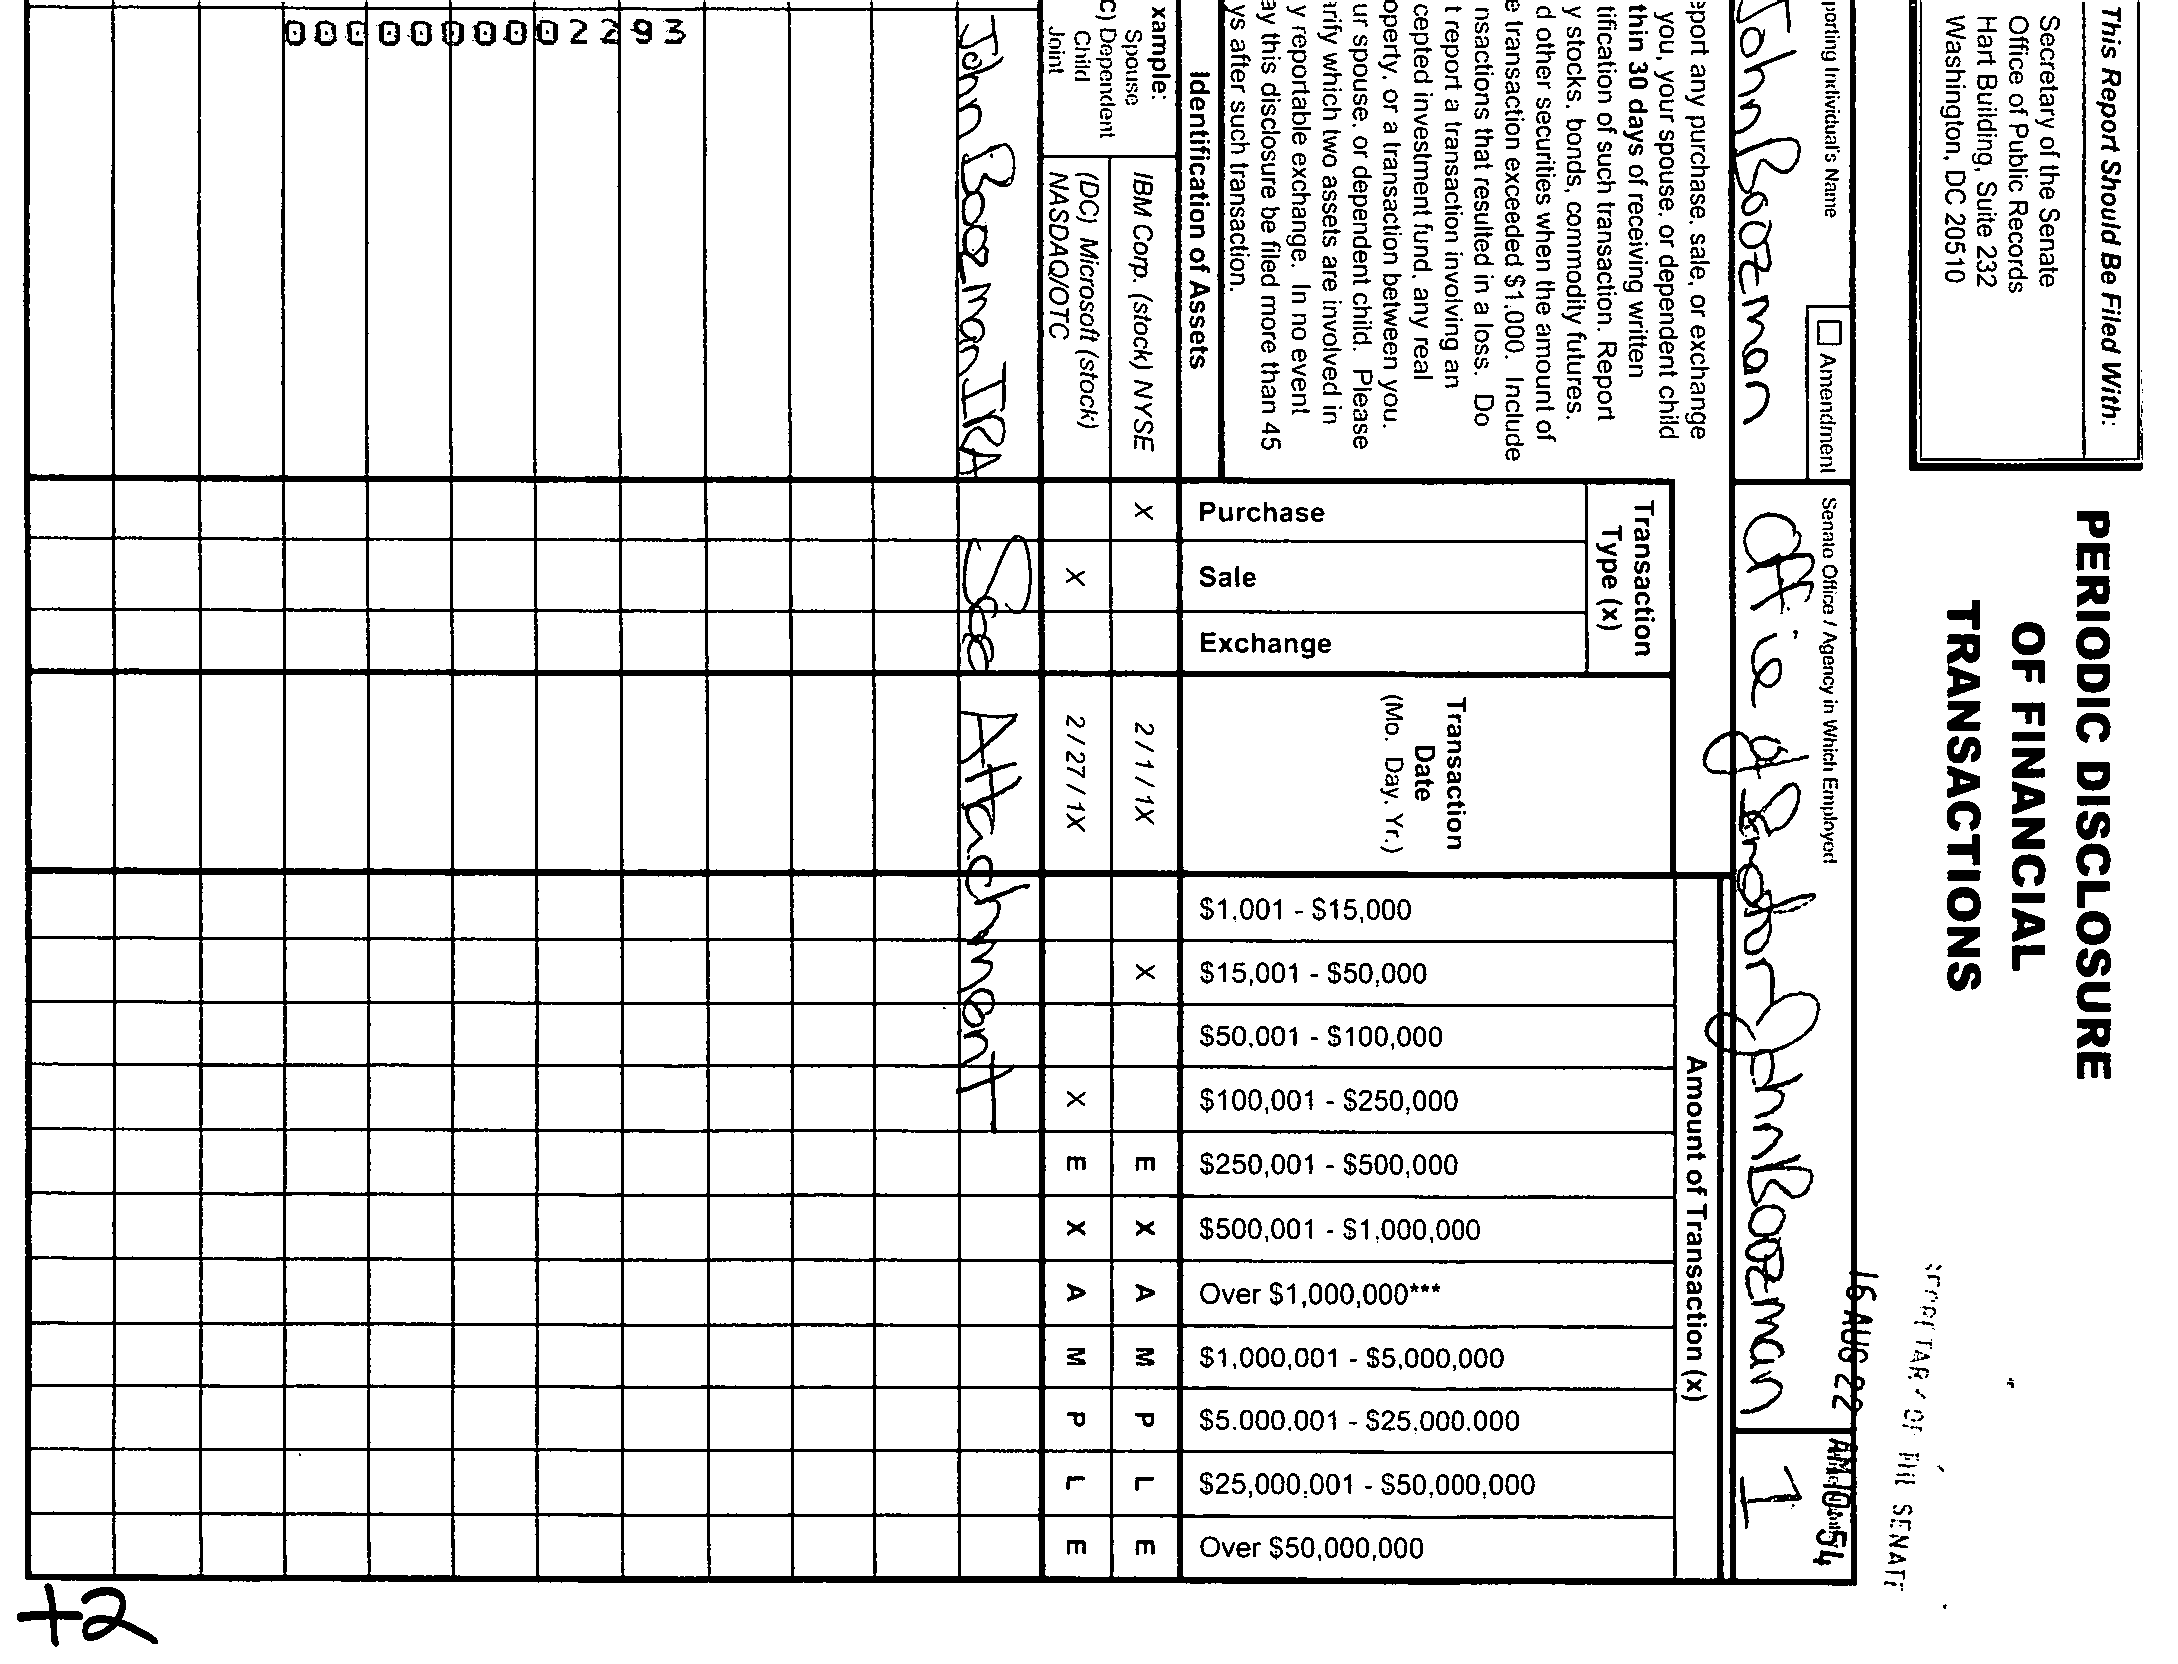 This Report Should Be Filed With:
Secretary of the Senate
Office of Public Records
Hart Building, Suite 232
Washington, DC 20510
PERIODIC DISCLOSURE
OF FINANCIAL
TRANSACTIONS
SECRETARY OF THE SENATE
16 AUG 22 AM 10:54
porting Individual's Name
Amendment
Senate Office / Agency in Which Employed
John Boozman
Office of Senator John Boozman
1
eport any purchase, sale, or exchange
you, your spouse, or dependent child
thin 30 days of receiving written
tification of such transaction. Report
y stocks, bonds, commodity futures,
d other securities when the amount of
e transaction exceeded $1,000. Include
nsactions that resulted in a loss. Do
t report a transaction involving an
cepted investment fund, any real
operty, or a transaction between you,
ur spouse, or dependent child. Please
arify which two assets are involved in
y reportable exchange. In no event
ay this disclosure be filed more than 45
ys after such transaction.
Transaction
Type (x)
Purchase
Sale
Exchange
Transaction
Date
(Mo. Day. Yr.)
Amount of Transaction (x)
$1,001 - $15,000
$15,001 - $50,000
$50,001 - $100,000
$100,001 - $250,000
$250,001 - $500,000
$500,001 - $1,000,000
Over $1,000,000***
$1,000,001 - $5,000,000
$5,000,001 - $25,000,000
$25,000,001 - $50,000,000
Over $50,000,000
Identification of Assets
xample:
Spouse
C) Dependent
Child
Joint
IBM Corp. (stock) NYSE X 2 / 1 / 1X X E X A M P L E
(DC) Microsoft (stock)
NASDAQ/OTC X 2 / 27 / 1X X E X A M P L E
John Boozman IRA See Attachment
0000000002293
+2